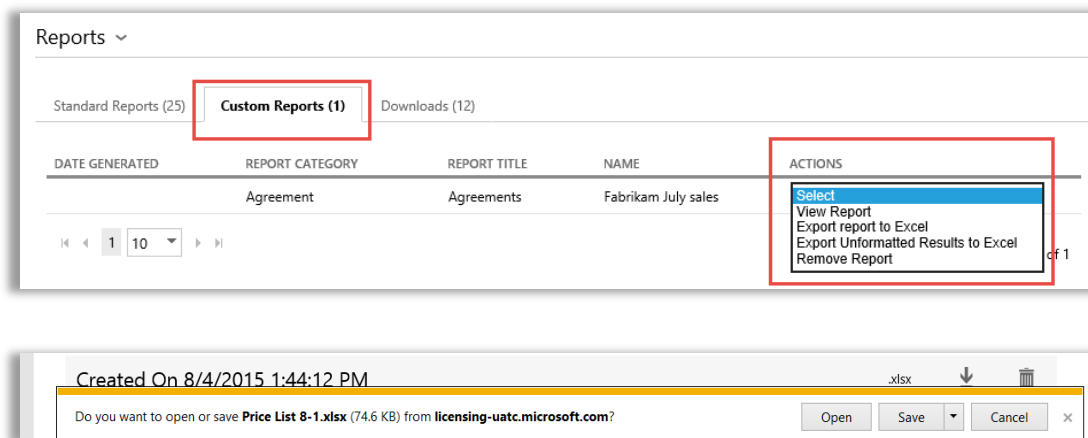 Reports
Standard Reports (25) Custom Reports (1) Downloads (12)
DATE GENERATED REPORT CATEGORY REPORT TITLE NAME ACTIONS
Agreement Agreements Fabrikam July sales Select
View Report
Export report to Excel
Export Unformatted Results to Excel
Remove Report
1 10 of 1
Created On 8/4/2015 1:44:12 PM .xlsx
Do you want to open or save Price List 8-1.xlsx (74.6 KB) from licensing-uatc.microsoft.com? Open Save Cancel ×